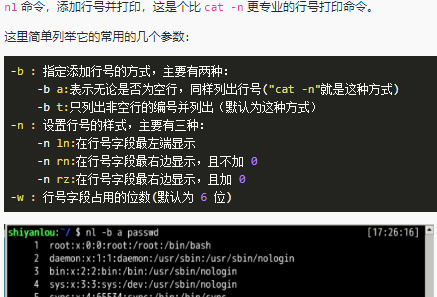 nl 命令，添加行号并打印，这是个比 cat -n 更专业的行号打印命令。
这里简单列举它的常用的几个参数：
-b : 指定添加行号的方式，主要有两种：
-b a:表示无论是否为空行，同样列出行号("cat -n"就是这种方式)
-b t:只列出非空行的编号并列出（默认为这种方式）
-n : 设置行号的样式，主要有三种：
-n ln:在行号字段最左端显示
-n rn:在行号字段最右边显示，且不加 0
-n rz:在行号字段最右边显示，且加 0
-w : 行号字段占用的位数(默认为 6 位)
shiyanlou:~/ $ nl -b a passwd [17:26:16]
1 root:x:0:0:root:/root:/bin/bash
2 daemon:x:1:1:daemon:/usr/sbin:/usr/sbin/nologin
3 bin:x:2:2:bin:/bin:/usr/sbin/nologin
4 sys:x:3:3:sys:/dev:/usr/sbin/nologin